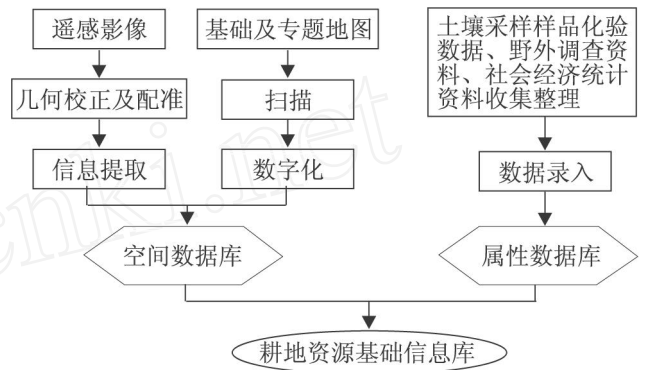 遥感影像
基础及专题地图
土壤采样样品化验
数据、野外调查资
料、社会经济统计
资料收集整理
几何校正及配准
扫描
信息提取
数字化
数据录入
空间数据库
属性数据库
耕地资源基础信息库
cnki.net